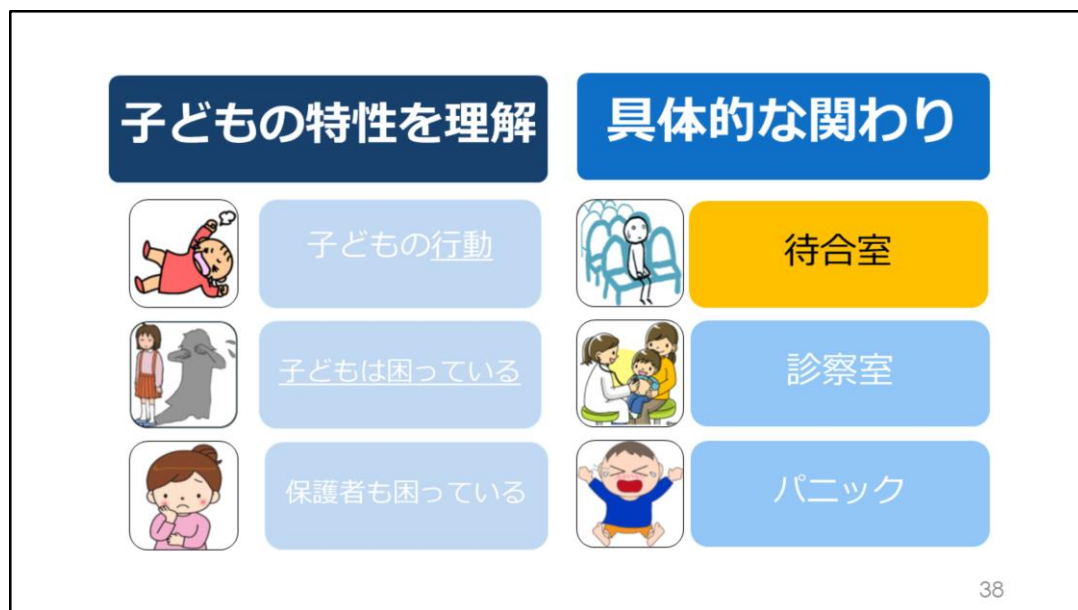 子どもの特性を理解
具体的な関わり
子どもの行動
待合室
子どもは困っている
診察室
保護者も困っている
パニック
38